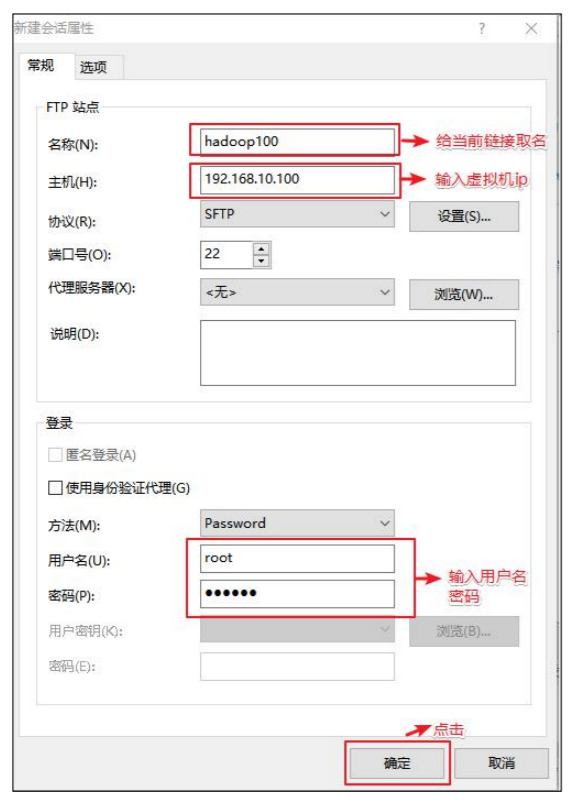 新建会话属性 ? ×
常规 选项
FTP 站点
名称(N): hadoop100 给当前链接取名
主机(H): 192.168.10.100 输入虚拟机ip
协议(R): SFTP 设置(S)...
端口号(O): 22
代理服务器(X): <无> 浏览(W)...
说明(D):
登录
匿名登录(A)
使用身份验证代理(G)
方法(M): Password
用户名(U): root
输入用户名
密码(P): ●●●●●●
密码
用户密钥(K): 浏览(B)...
密码(E):
点击
确定 取消